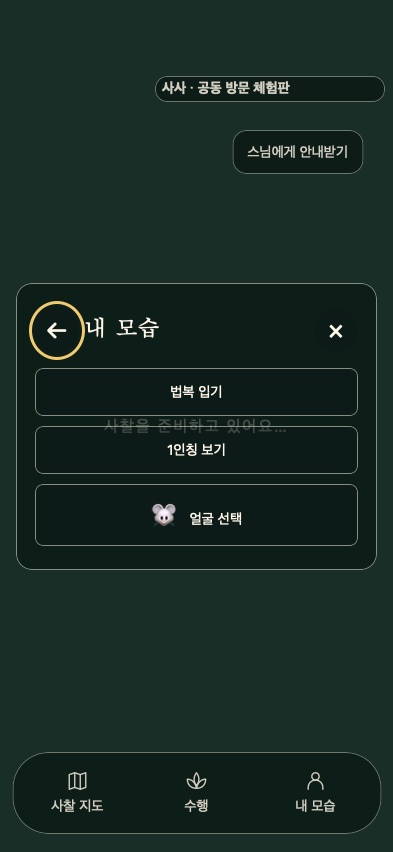 사사 · 공동 방문 체험판
스님에게 안내받기
내 모습
법복 입기
사찰을 준비하고 있어요...
1인칭 보기
얼굴 선택
사찰 지도
수행
내 모습